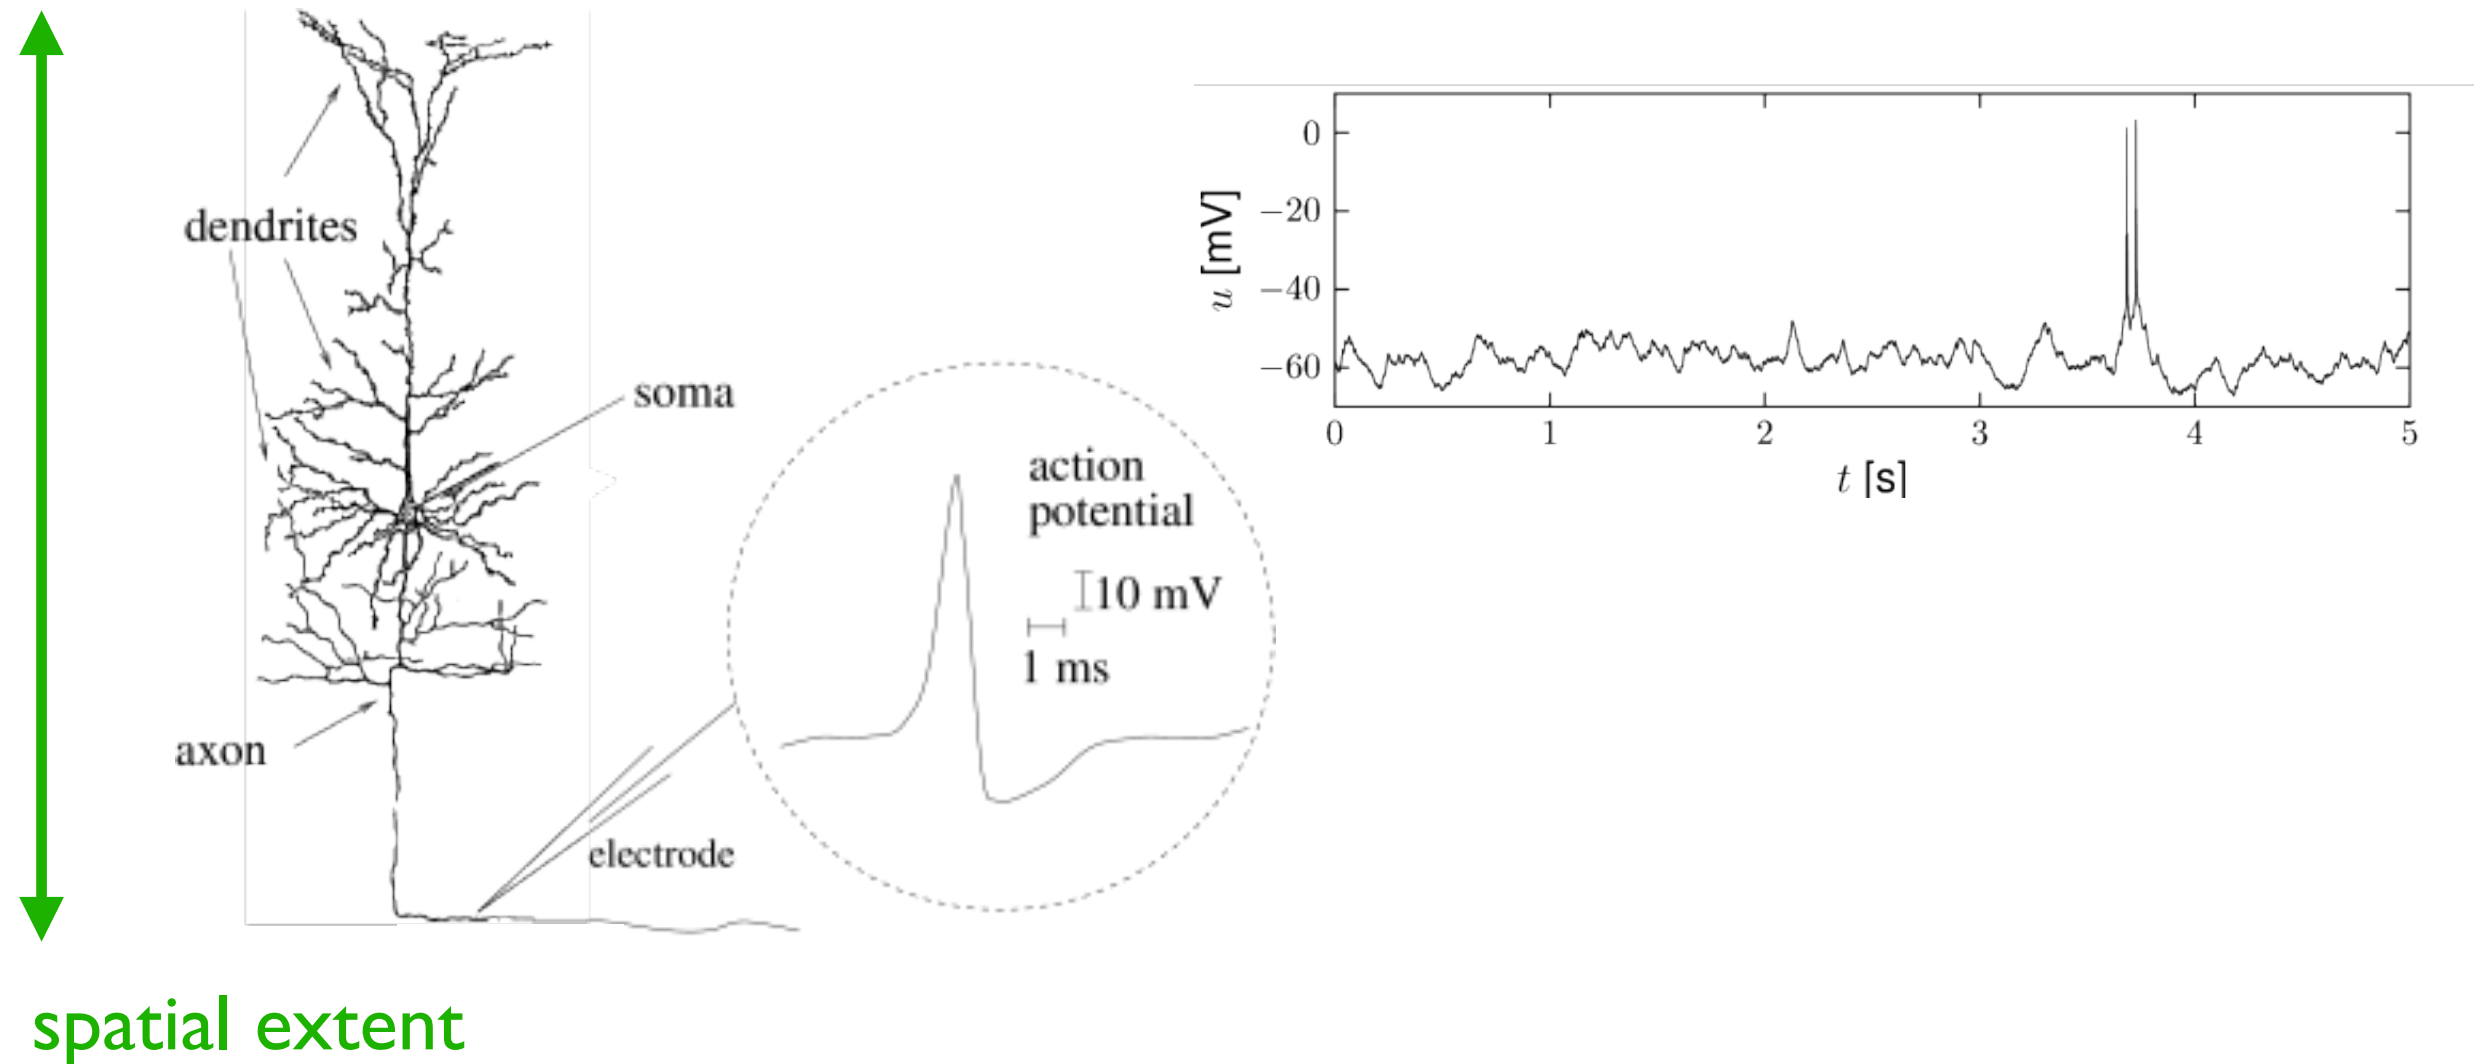 dendrites
soma
action
potential
10 mV
1 ms
axon
electrode
spatial extent
u [mV]
0
−20
−40
−60
0 1 2 3 4 5
t [s]